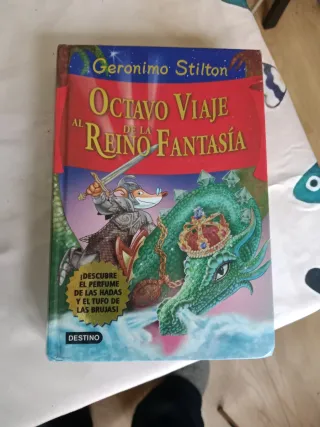 Geronimo Stilton
OCTAVO VIAJE
AL REINO DE LA FANTASÍA
¡DESCUBRE
EL PERFUME
DE LAS HADAS
Y EL TUFO DE
LAS BRUJAS!
DESTINO